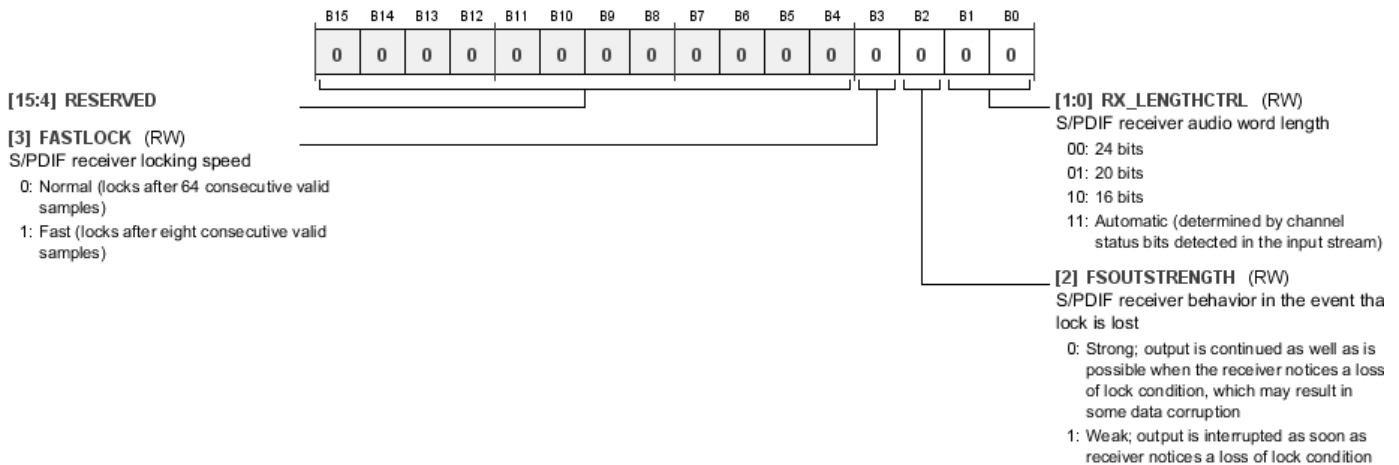 B15 B14 B13 B12 B11 B10 B9 B8 B7 B6 B5 B4 B3 B2 B1 B0
0 0 0 0 0 0 0 0 0 0 0 0 0 0 0 0
[15:4] RESERVED
[3] FASTLOCK (RW)
S/PDIF receiver locking speed
0: Normal (locks after 64 consecutive valid
samples)
1: Fast (locks after eight consecutive valid
samples)
[1:0] RX_LENGTHCTRL (RW)
S/PDIF receiver audio word length
00: 24 bits
01: 20 bits
10: 16 bits
11: Automatic (determined by channel
status bits detected in the input stream)
[2] FSOUTSTRENGTH (RW)
S/PDIF receiver behavior in the event tha
lock is lost
0: Strong; output is continued as well as is
possible when the receiver notices a loss
of lock condition, which may result in
some data corruption
1: Weak; output is interrupted as soon as
receiver notices a loss of lock condition